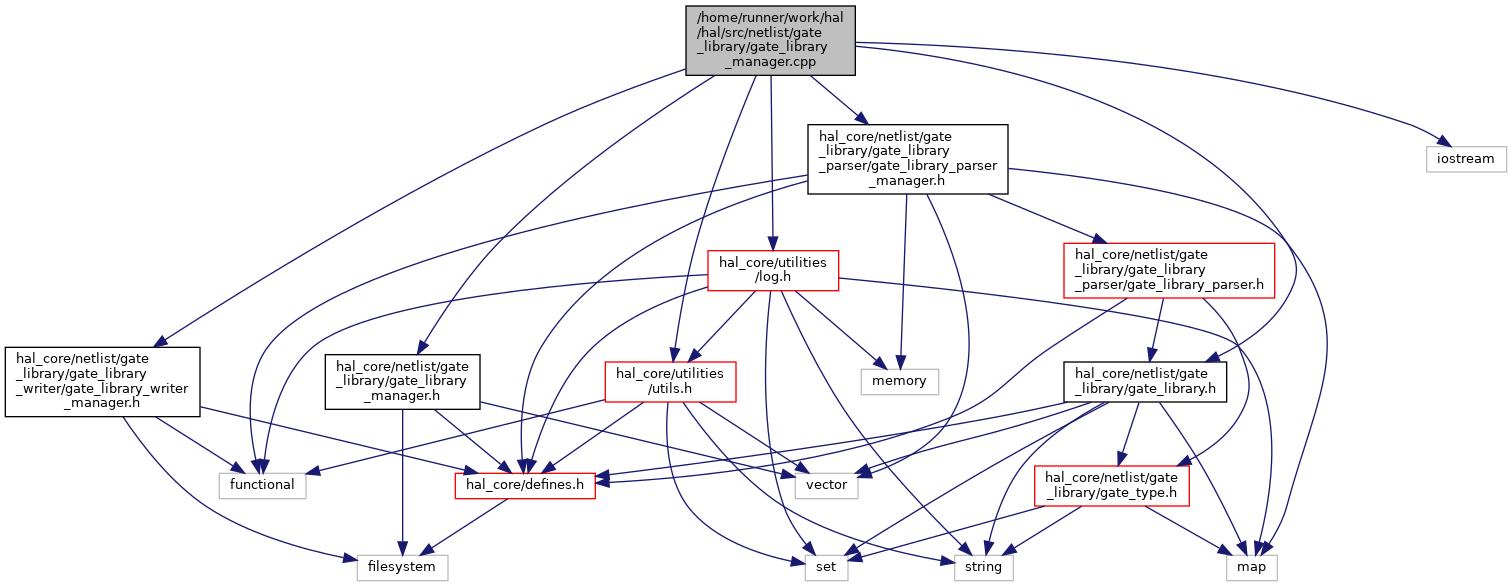 /home/runner/work/hal
/hal/src/netlist/gate
_library/gate_library
_manager.cpp
hal_core/netlist/gate
_library/gate_library
_parser/gate_library_parser
_manager.h
iostream
hal_core/utilities
/log.h
hal_core/netlist/gate
_library/gate_library
_parser/gate_library_parser.h
hal_core/netlist/gate
_library/gate_library
_writer/gate_library_writer
_manager.h
hal_core/netlist/gate
_library/gate_library
_manager.h
hal_core/utilities
/utils.h
memory
hal_core/netlist/gate
_library/gate_library.h
functional
hal_core/defines.h
vector
hal_core/netlist/gate
_library/gate_type.h
filesystem
set
string
map